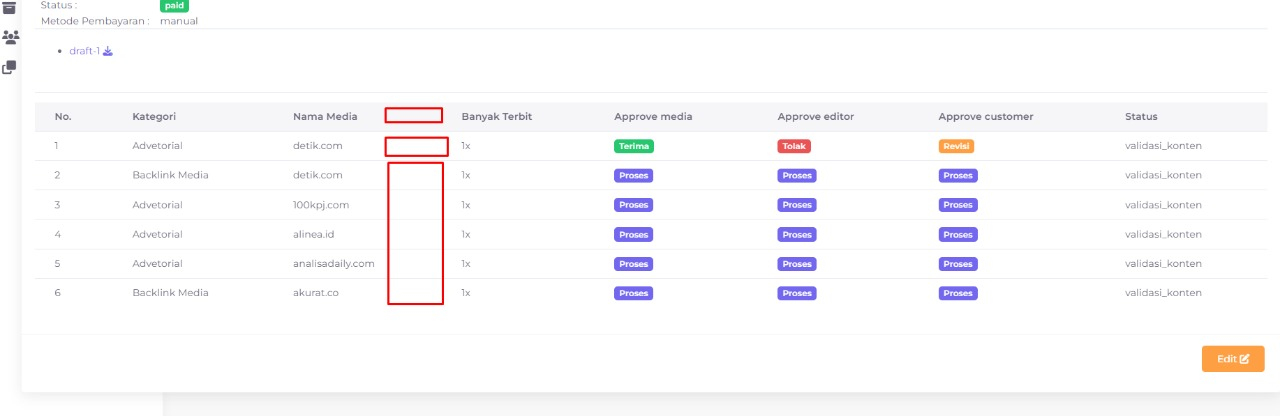 Status : paid
Metode Pembayaran : manual
draft-1
No. Kategori Nama Media Banyak Terbit Approve media Approve editor Approve customer Status
1 Advetorial detik.com 1x Terima Tolak Revisi validasi_konten
2 Backlink Media detik.com 1x Proses Proses Proses validasi_konten
3 Advetorial 100kpj.com 1x Proses Proses Proses validasi_konten
4 Advetorial alinea.id 1x Proses Proses Proses validasi_konten
5 Advetorial analisadaily.com 1x Proses Proses Proses validasi_konten
6 Backlink Media akurat.co 1x Proses Proses Proses validasi_konten
Edit